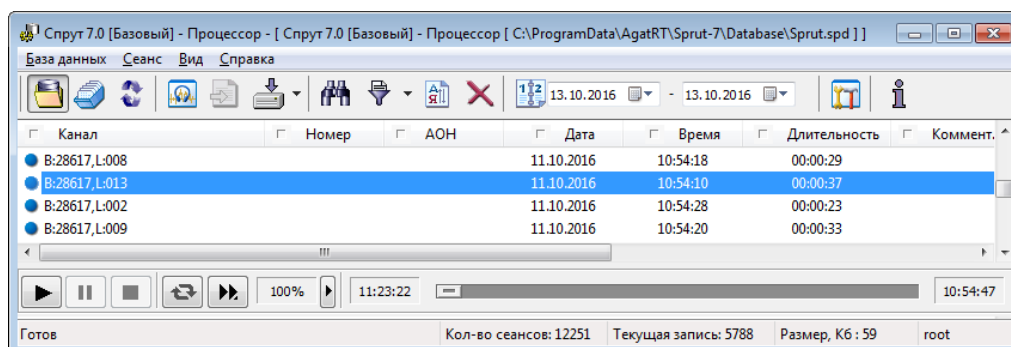 Спрут 7.0 [Базовый] - Процессор - [ Спрут 7.0 [Базовый] - Процессор [ C:\ProgramData\AgatRT\Sprut-7\Database\Sprut.spd ] ]
База данных Сеанс Вид Справка
13.10.2016 - 13.10.2016
Канал Номер АОН Дата Время Длительность Коммент.
B:28617,L:008 11.10.2016 10:54:18 00:00:29
B:28617,L:013 11.10.2016 10:54:10 00:00:37
B:28617,L:002 11.10.2016 10:54:28 00:00:23
B:28617,L:009 11.10.2016 10:54:20 00:00:33
100% 11:23:22 10:54:47
Готов Кол-во сеансов: 12251 Текущая запись: 5788 Размер, Кб : 59 root